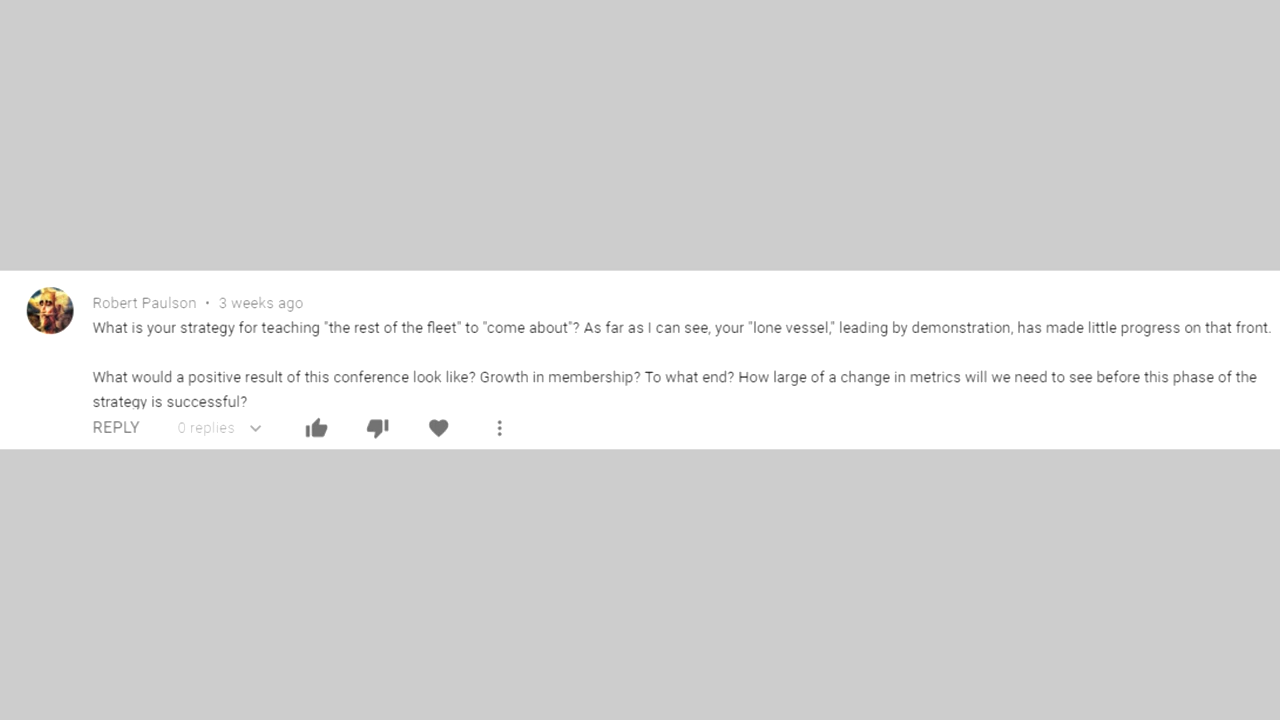 Robert Paulson • 3 weeks ago
What is your strategy for teaching "the rest of the fleet" to "come about"? As far as I can see, your "lone vessel," leading by demonstration, has made little progress on that front.
What would a positive result of this conference look like? Growth in membership? To what end? How large of a change in metrics will we need to see before this phase of the
strategy is successful?
REPLY 0 replies